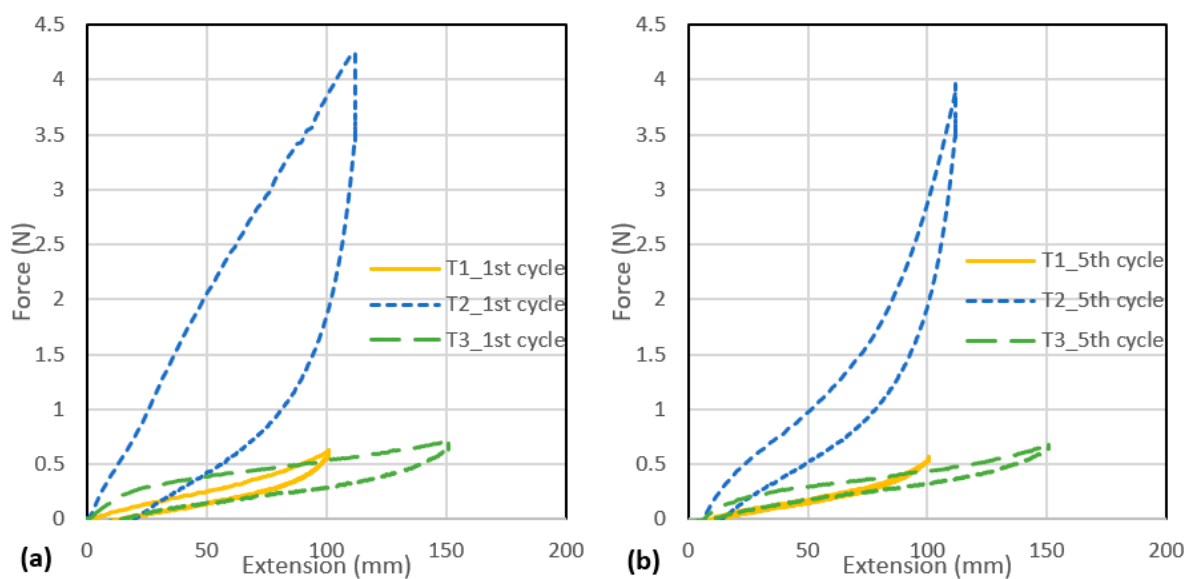 4.5
4
3.5
3
2.5
2
1.5
1
0.5
0
Force (N)
T1_1st cycle
T2_1st cycle
T3_1st cycle
0 50 100 150 200
Extension (mm)
(a)
4.5
4
3.5
3
2.5
2
1.5
1
0.5
0
Force (N)
T1_5th cycle
T2_5th cycle
T3_5th cycle
0 50 100 150 200
Extension (mm)
(b)